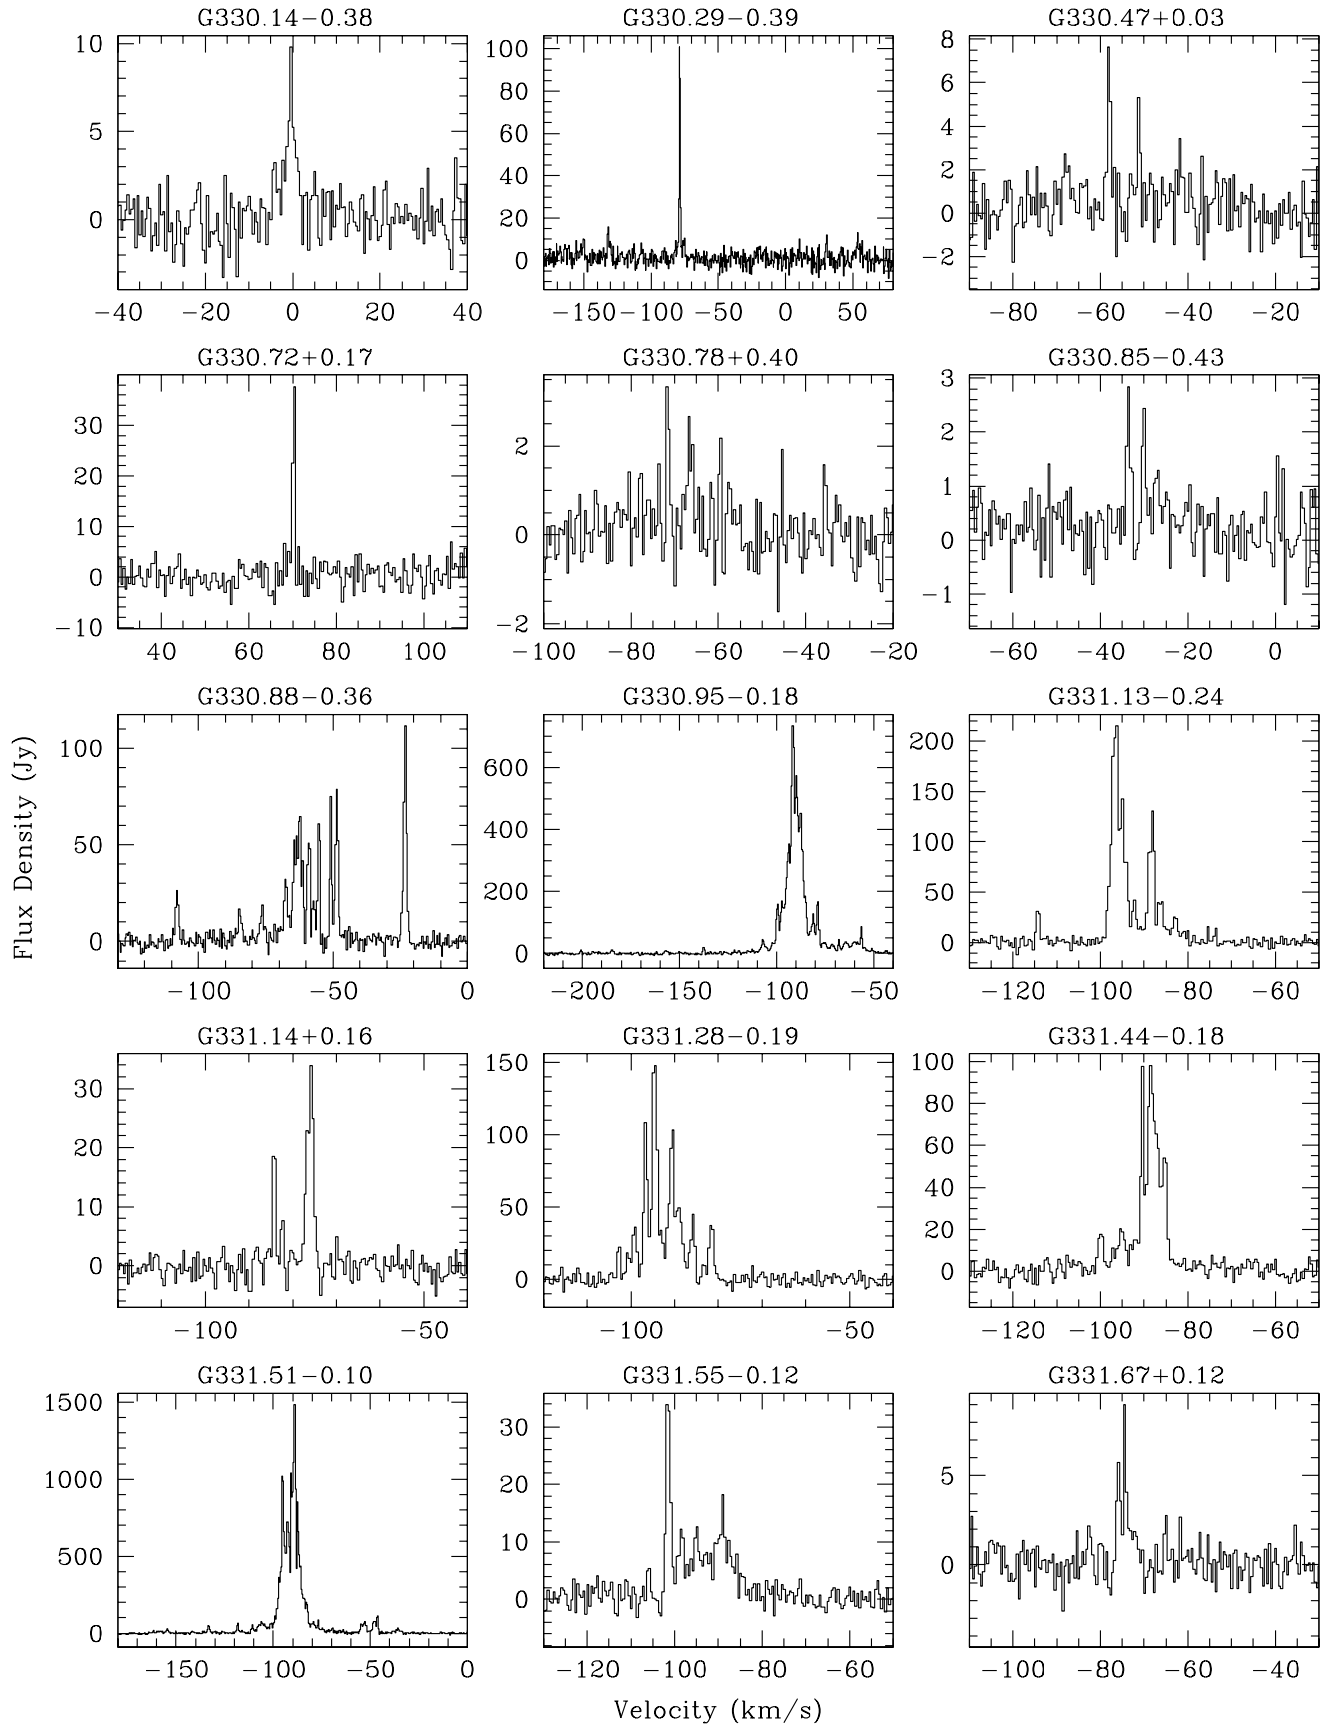 G330.14−0.38 G330.29−0.39 G330.47+0.03
10 5 0
100 80 60 40 20 0
8 6 4 2 0 −2
−40 −20 0 20 40
−150 −100 −50 0 50
−80 −60 −40 −20
G330.72+0.17 G330.78+0.40 G330.85−0.43
30 20 10 0 −10
2 0 −2
3 2 1 0 −1
40 60 80 100
−100 −80 −60 −40 −20
−60 −40 −20 0
G330.88−0.36 G330.95−0.18 G331.13−0.24
100 50 0
600 400 200 0
200 150 100 50 0
−100 −50 0
−200 −150 −100 −50
−120 −100 −80 −60
Flux Density (Jy)
G331.14+0.16 G331.28−0.19 G331.44−0.18
30 20 10 0
150 100 50 0
100 80 60 40 20 0
−100 −50
−100 −50
−120 −100 −80 −60
G331.51−0.10 G331.55−0.12 G331.67+0.12
1500 1000 500 0
30 20 10 0
5 0
−150 −100 −50 0
−120 −100 −80 −60
−100 −80 −60 −40
Velocity (km/s)